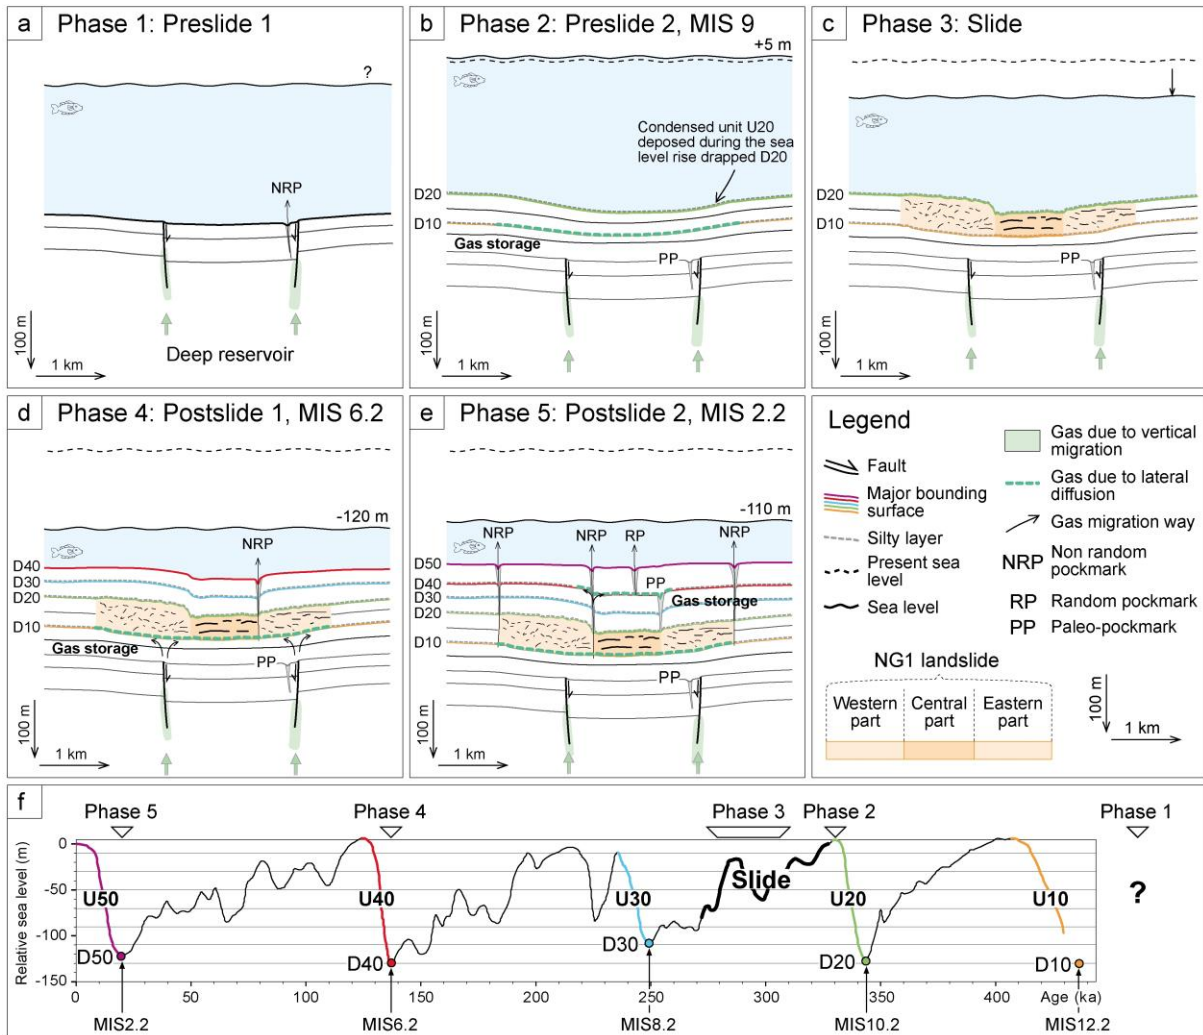 a Phase 1: Preslide 1
?
NRP
100 m
1 km
Deep reservoir
b Phase 2: Preslide 2, MIS 9
+5 m
Condensed unit U20
deposited during the sea
level rise drapped D20
D20
D10
Gas storage
PP
100 m
1 km
c Phase 3: Slide
D20
D10
PP
100 m
1 km
d Phase 4: Postslide 1, MIS 6.2
-120 m
NRP
D40
D30
D20
D10
Gas storage
PP
100 m
1 km
e Phase 5: Postslide 2, MIS 2.2
-110 m
NRP NRP RP NRP
D50
D40 PP
D30 Gas storage
D20
D10
PP
100 m
1 km
Legend
Fault
Major bounding
surface
Silty layer
Present sea
level
Sea level
Gas due to vertical
migration
Gas due to lateral
diffusion
Gas migration way
NRP Non random
pockmark
RP Random pockmark
PP Paleo-pockmark
NG1 landslide
Western
part
Central
part
Eastern
part
100 m
1 km
f
Phase 5 Phase 4 Phase 3 Phase 2 Phase 1
Relative sea level (m)
0
-50
-100
-150
U50 U40 U30 Slide U20 U10 ?
D50 D40 D30 D20 D10
0 50 100 150 200 250 300 350 400 Age (ka)
MIS2.2 MIS6.2 MIS8.2 MIS10.2 MIS12.2